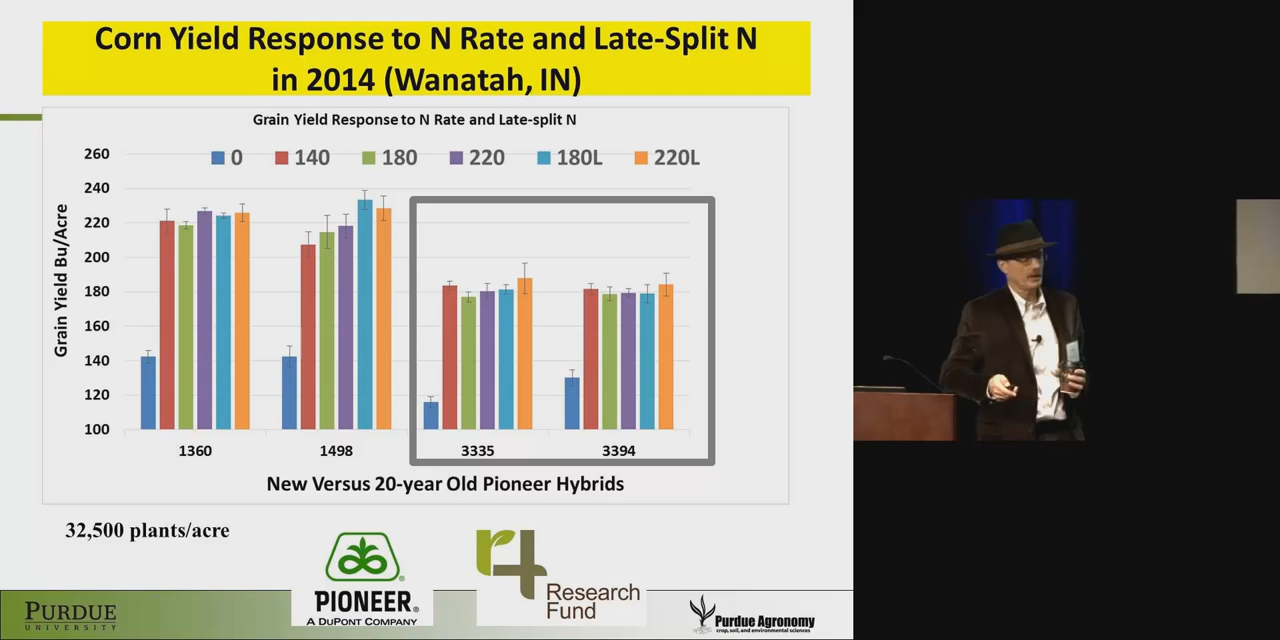 Corn Yield Response to N Rate and Late-Split N
in 2014 (Wanatah, IN)
Grain Yield Response to N Rate and Late-split N
0 140 180 220 180L 220L
260
240
220
200
180
160
140
120
100
Grain Yield Bu/Acre
1360 1498 3335 3394
New Versus 20-year Old Pioneer Hybrids
32,500 plants/acre
PIONEER®
A DUPONT COMPANY
r4
Research
Fund
PURDUE
UNIVERSITY
Purdue Agronomy
crop, soil, and environmental sciences